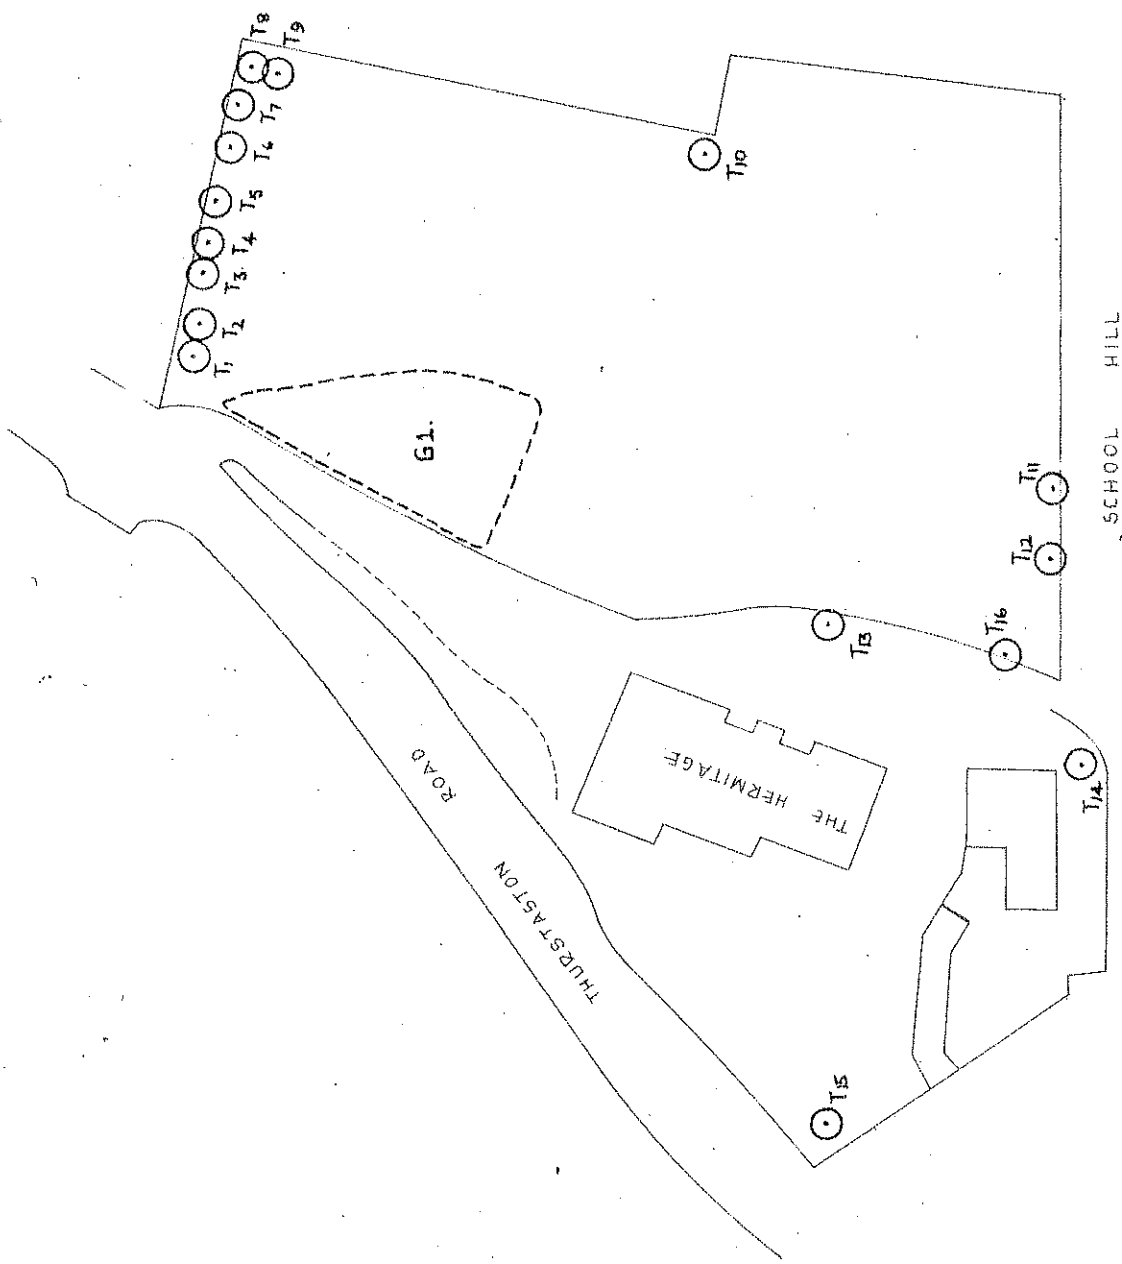 T8
T9
T7
T6
T5
T4
T3
T2
T1
T10
G1.
T11
T12
SCHOOL HILL
T16
T13
THE HERMITAGE
THURSTASTON ROAD
T14
T15